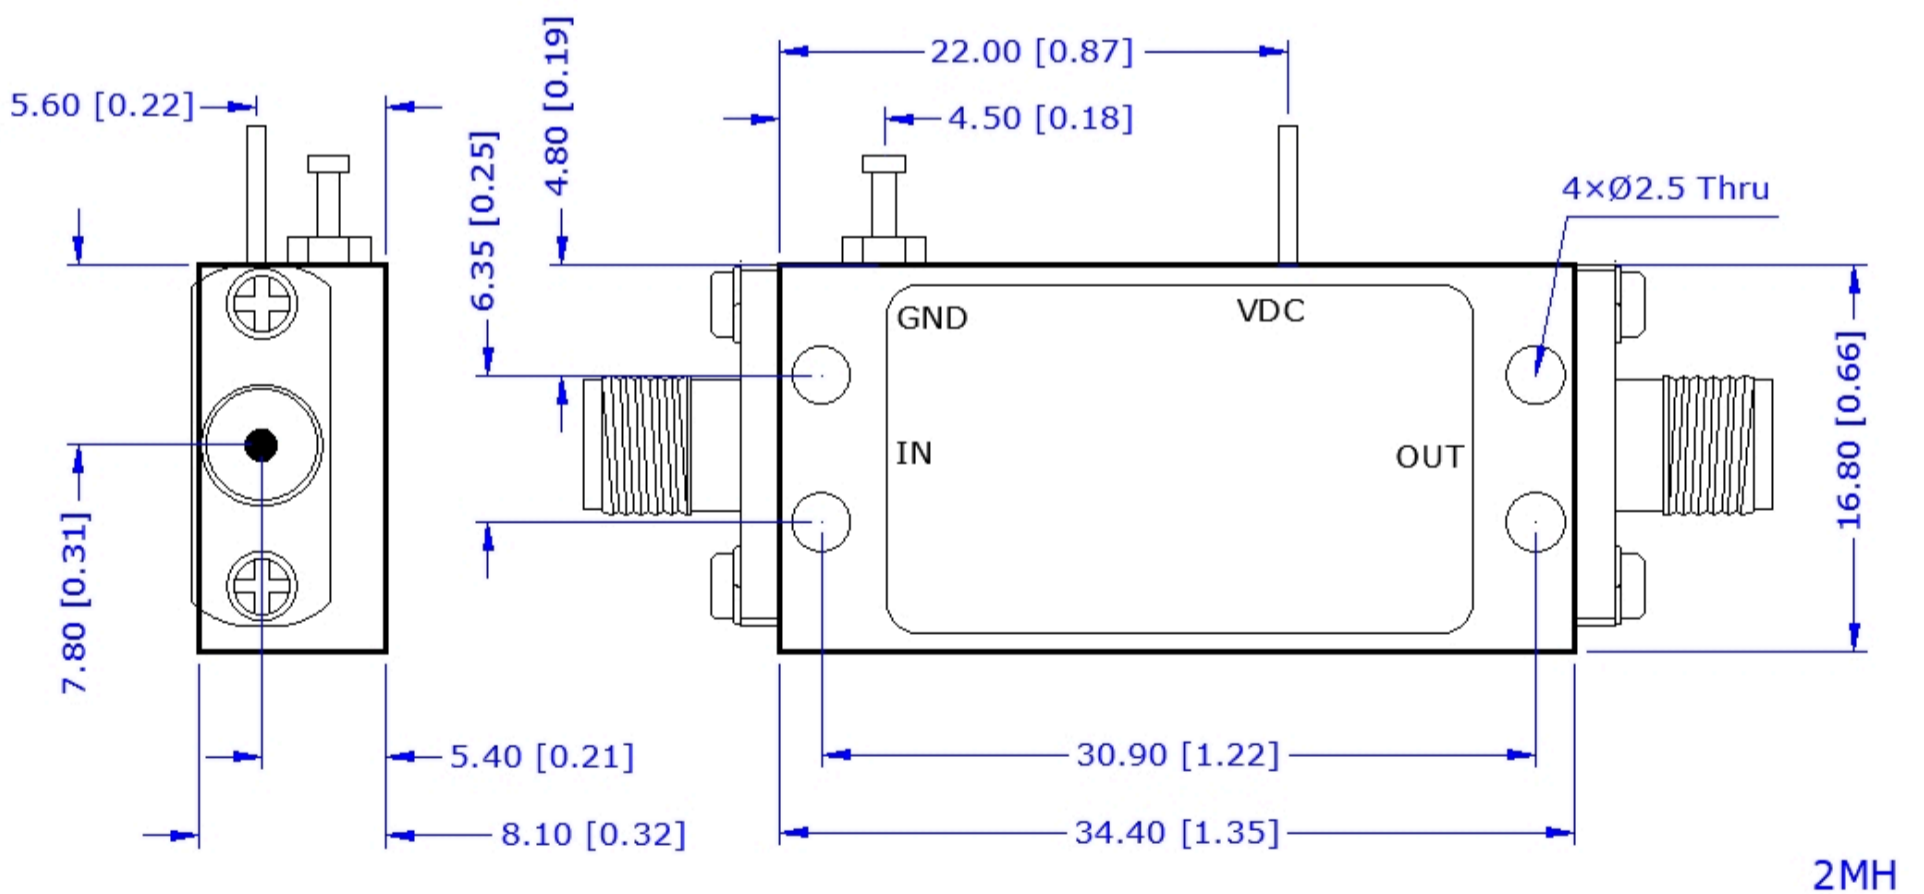 22.00 [0.87]
5.60 [0.22]
4.80 [0.19]
4.50 [0.18]
6.35 [0.25]
4×Ø2.5 Thru
GND
VDC
IN
OUT
16.80 [0.66]
7.80 [0.31]
5.40 [0.21]
30.90 [1.22]
8.10 [0.32]
34.40 [1.35]
2MH